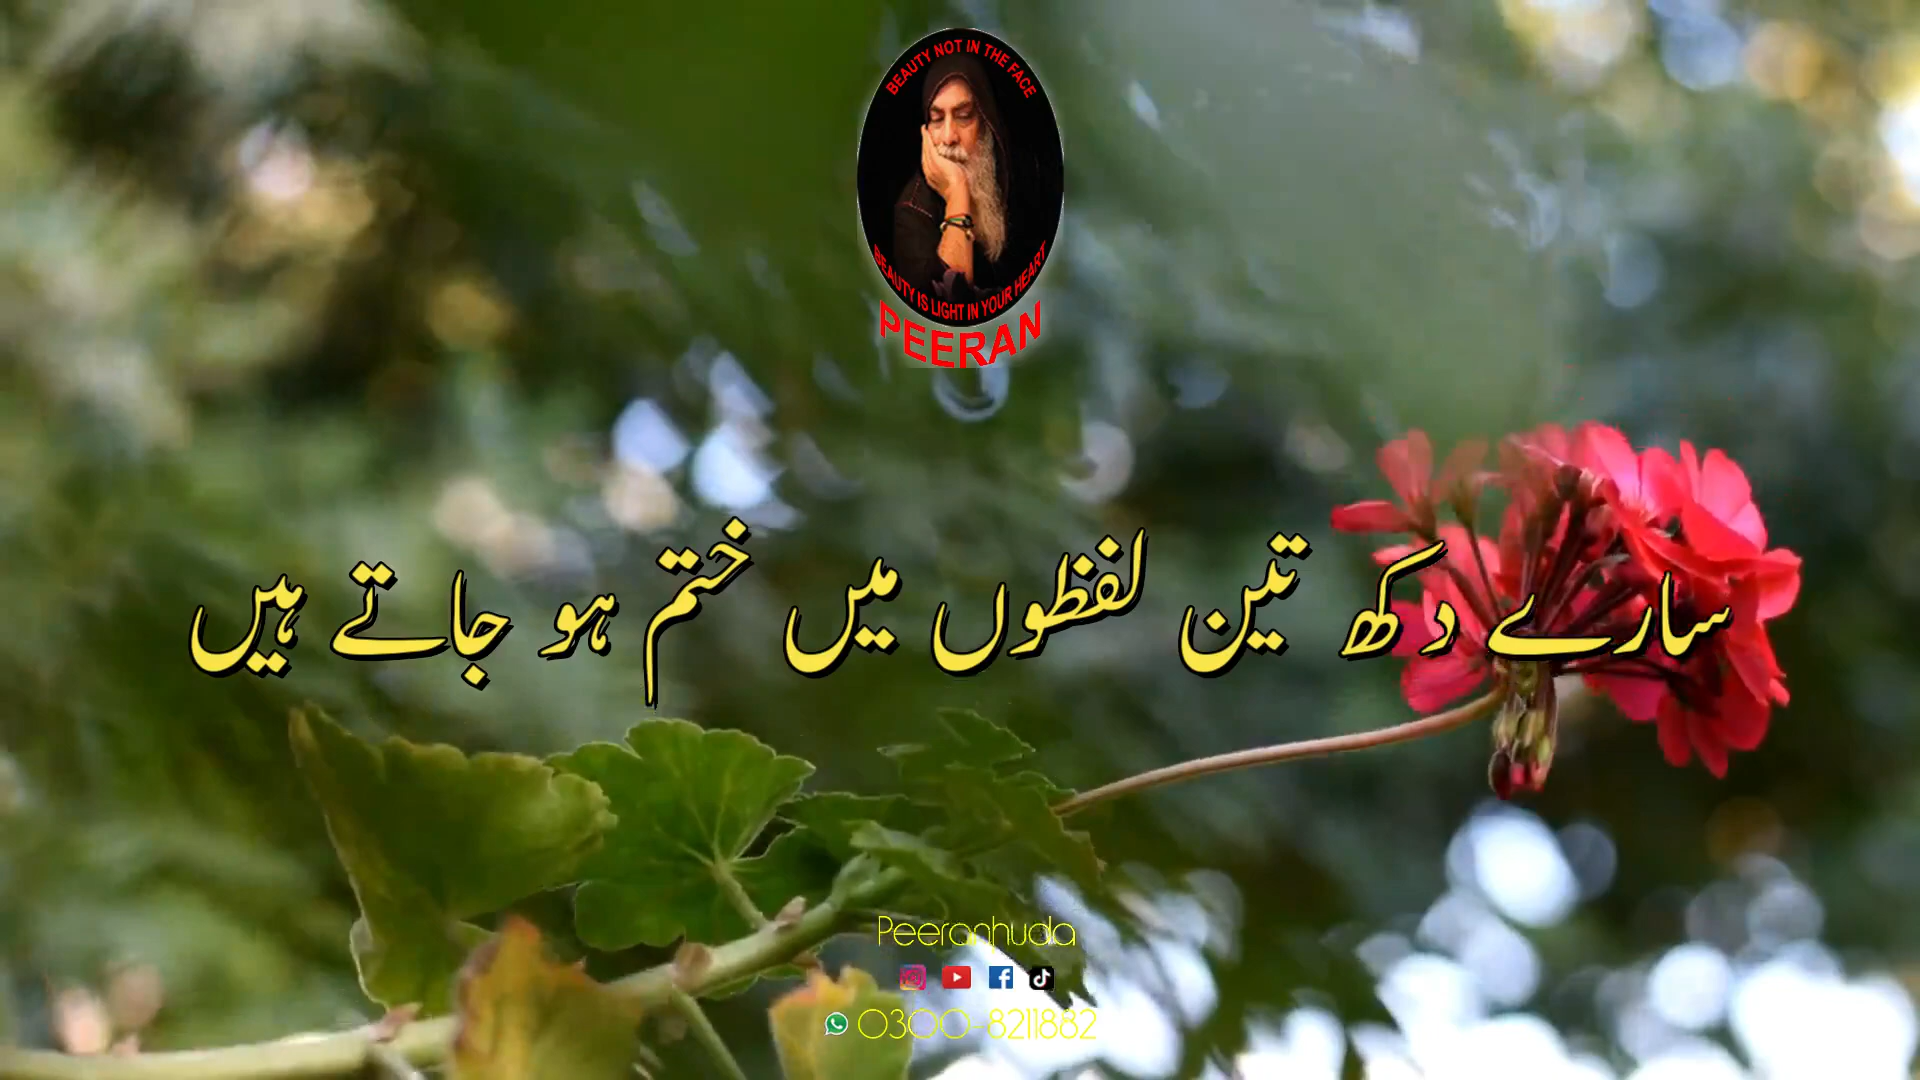 BEAUTY NOT IN THE FACE
BEAUTY IS LIGHT IN YOUR HEART
PEERAN
سارے دکھ تین لفظوں میں ختم ہو جاتے ہیں
Peeranhuda
0300-8211882